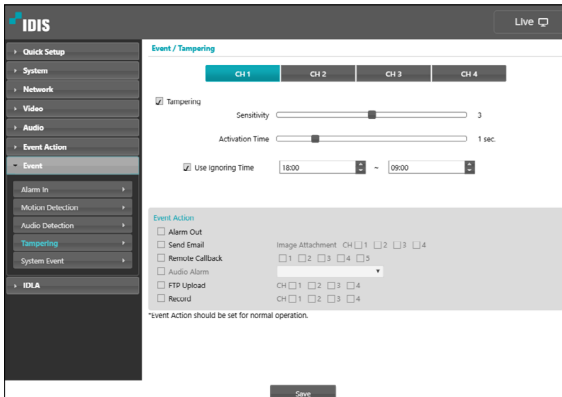 IDIS
Live
Quick Setup
System
Network
Video
Audio
Event Action
Event
Alarm In
Motion Detection
Audio Detection
Tampering
System Event
IDLA
Event / Tampering
CH 1 CH 2 CH 3 CH 4
Tampering
Sensitivity 3
Activation Time 1 sec.
Use Ignoring Time 18:00 ~ 09:00
Event Action
Alarm Out
Send Email Image Attachment CH 1 2 3 4
Remote Callback 1 2 3 4 5
Audio Alarm
FTP Upload CH 1 2 3 4
Record CH 1 2 3 4
*Event Action should be set for normal operation.
Save